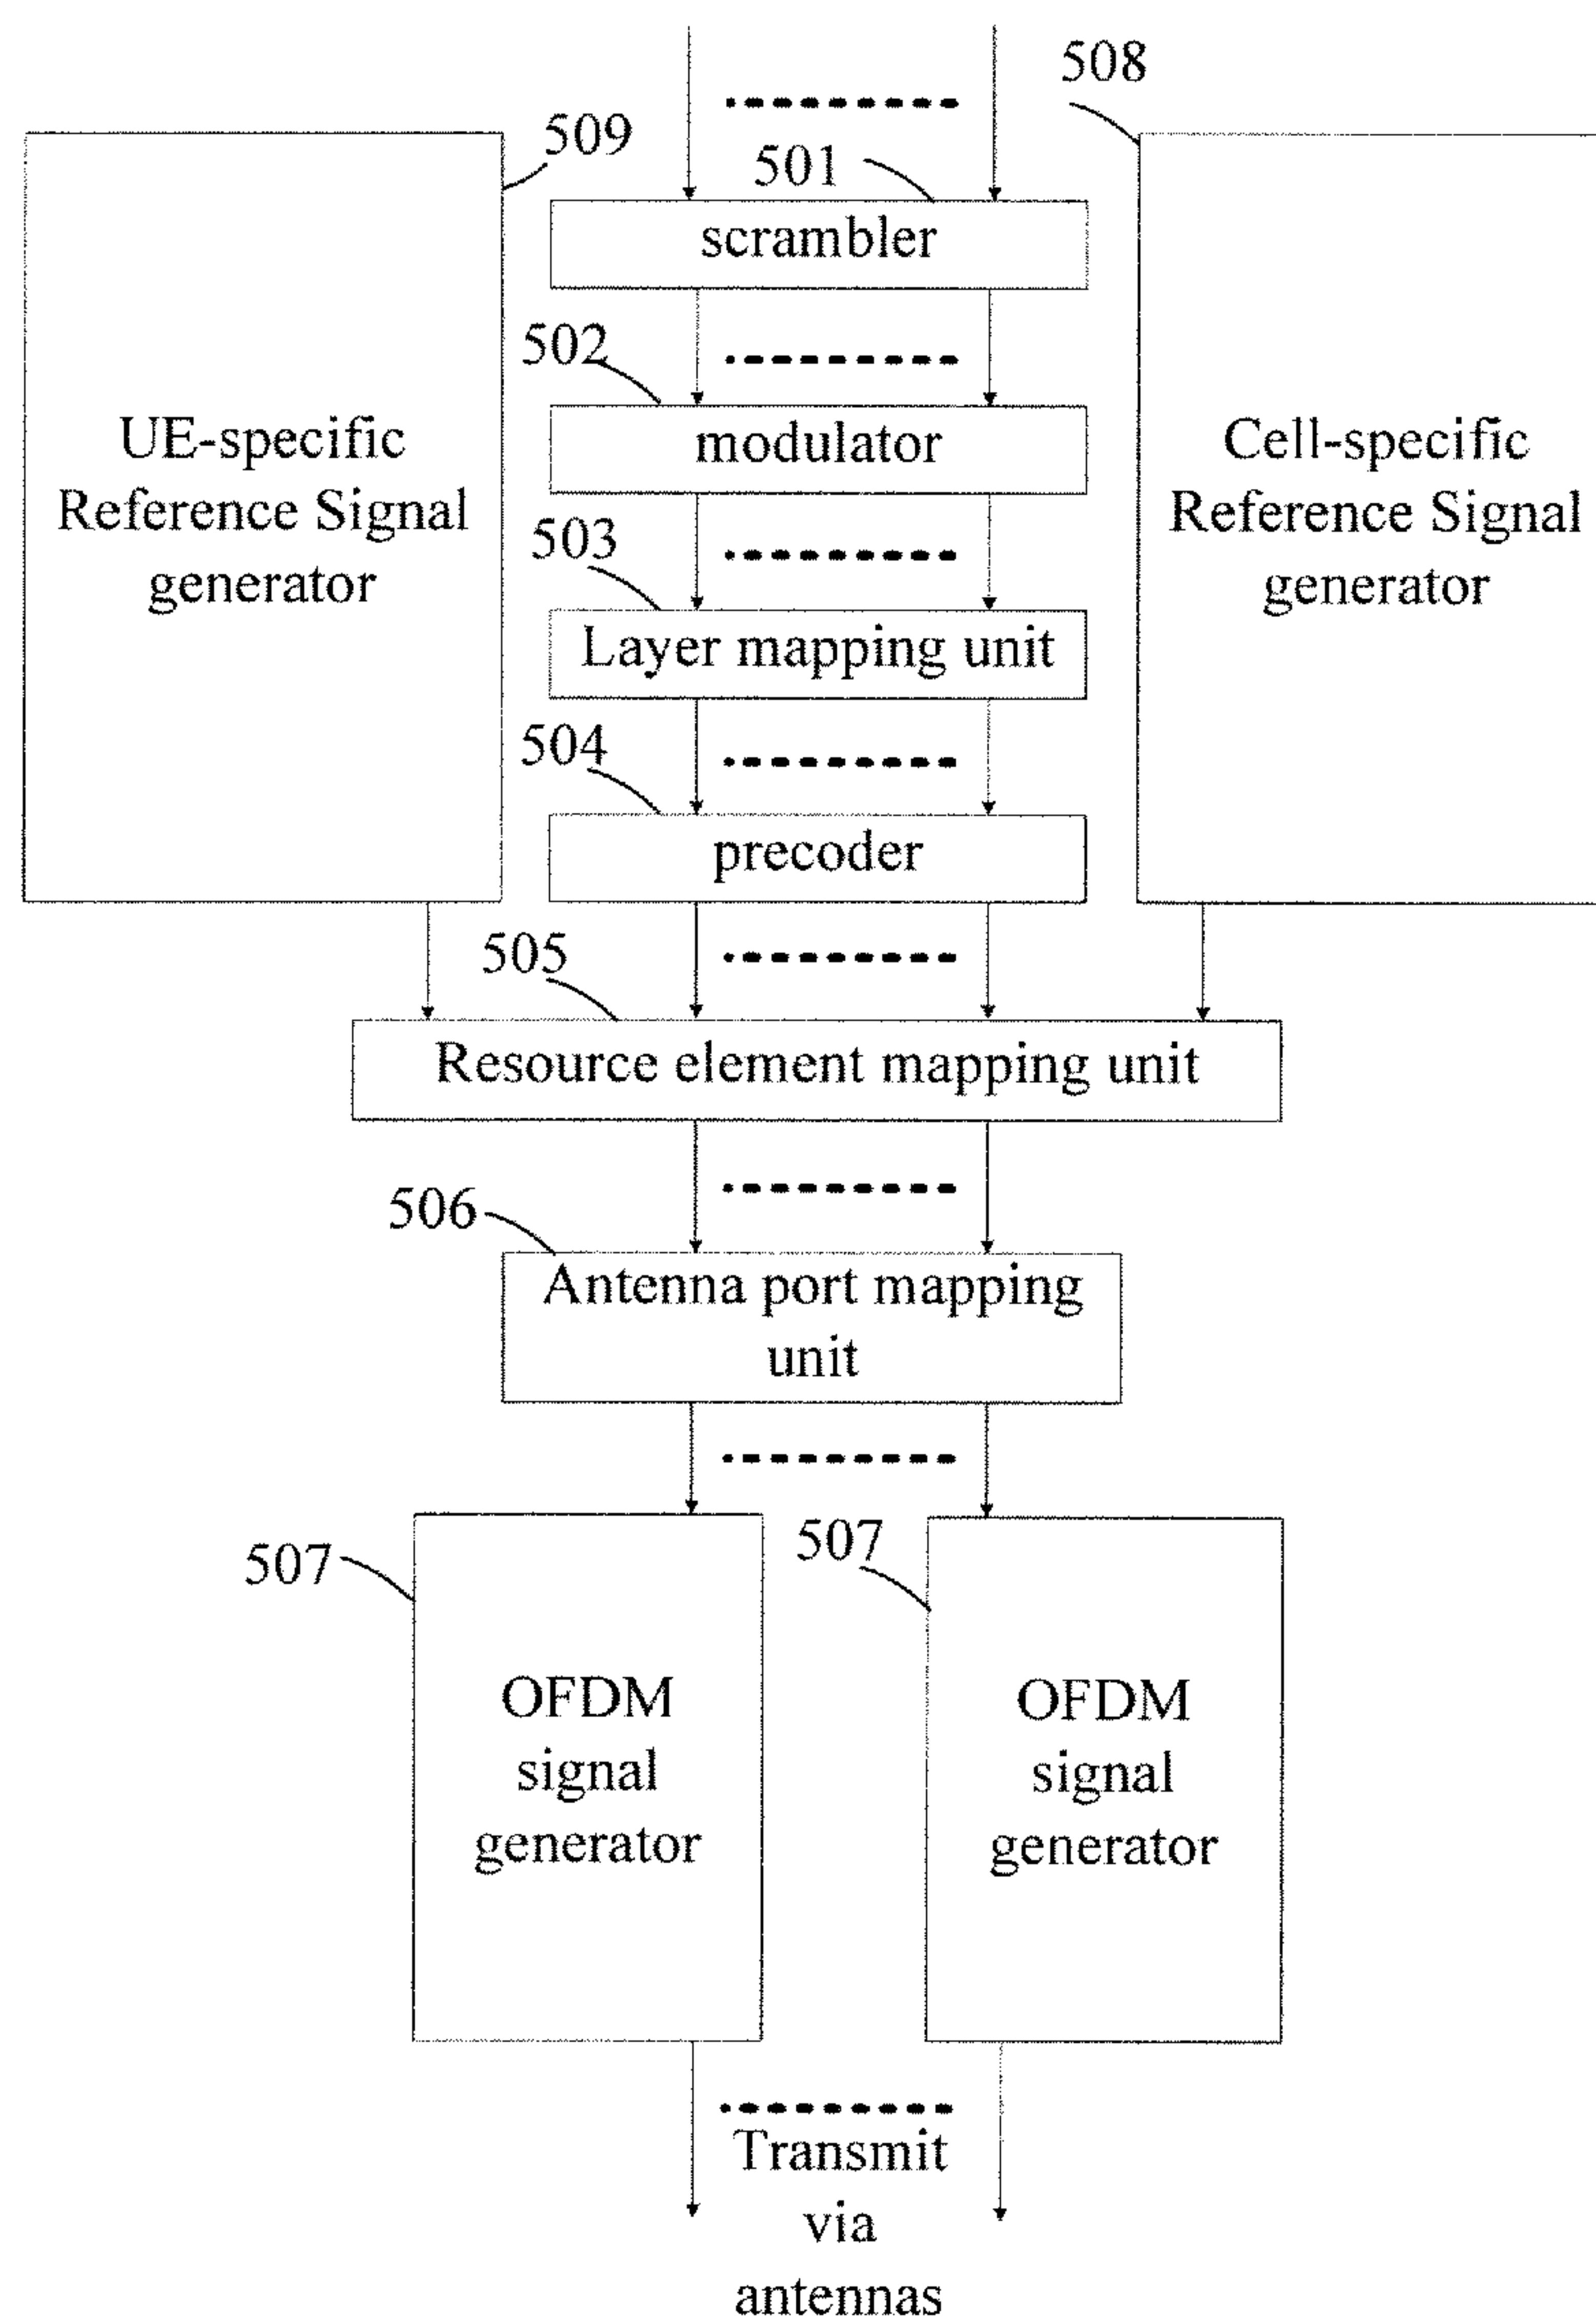 508
509
501
scrambler
502
modulator
UE-specific
Reference Signal
generator
Cell-specific
Reference Signal
generator
503
Layer mapping unit
504
precoder
505
Resource element mapping unit
506
Antenna port mapping
unit
507
OFDM
signal
generator
507
OFDM
signal
generator
Transmit
via
antennas